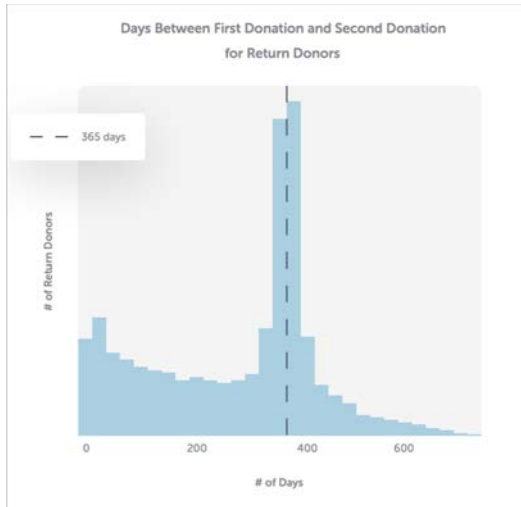 Days Between First Donation and Second Donation
for Return Donors
365 days
# of Return Donors
0 200 400 600
# of Days